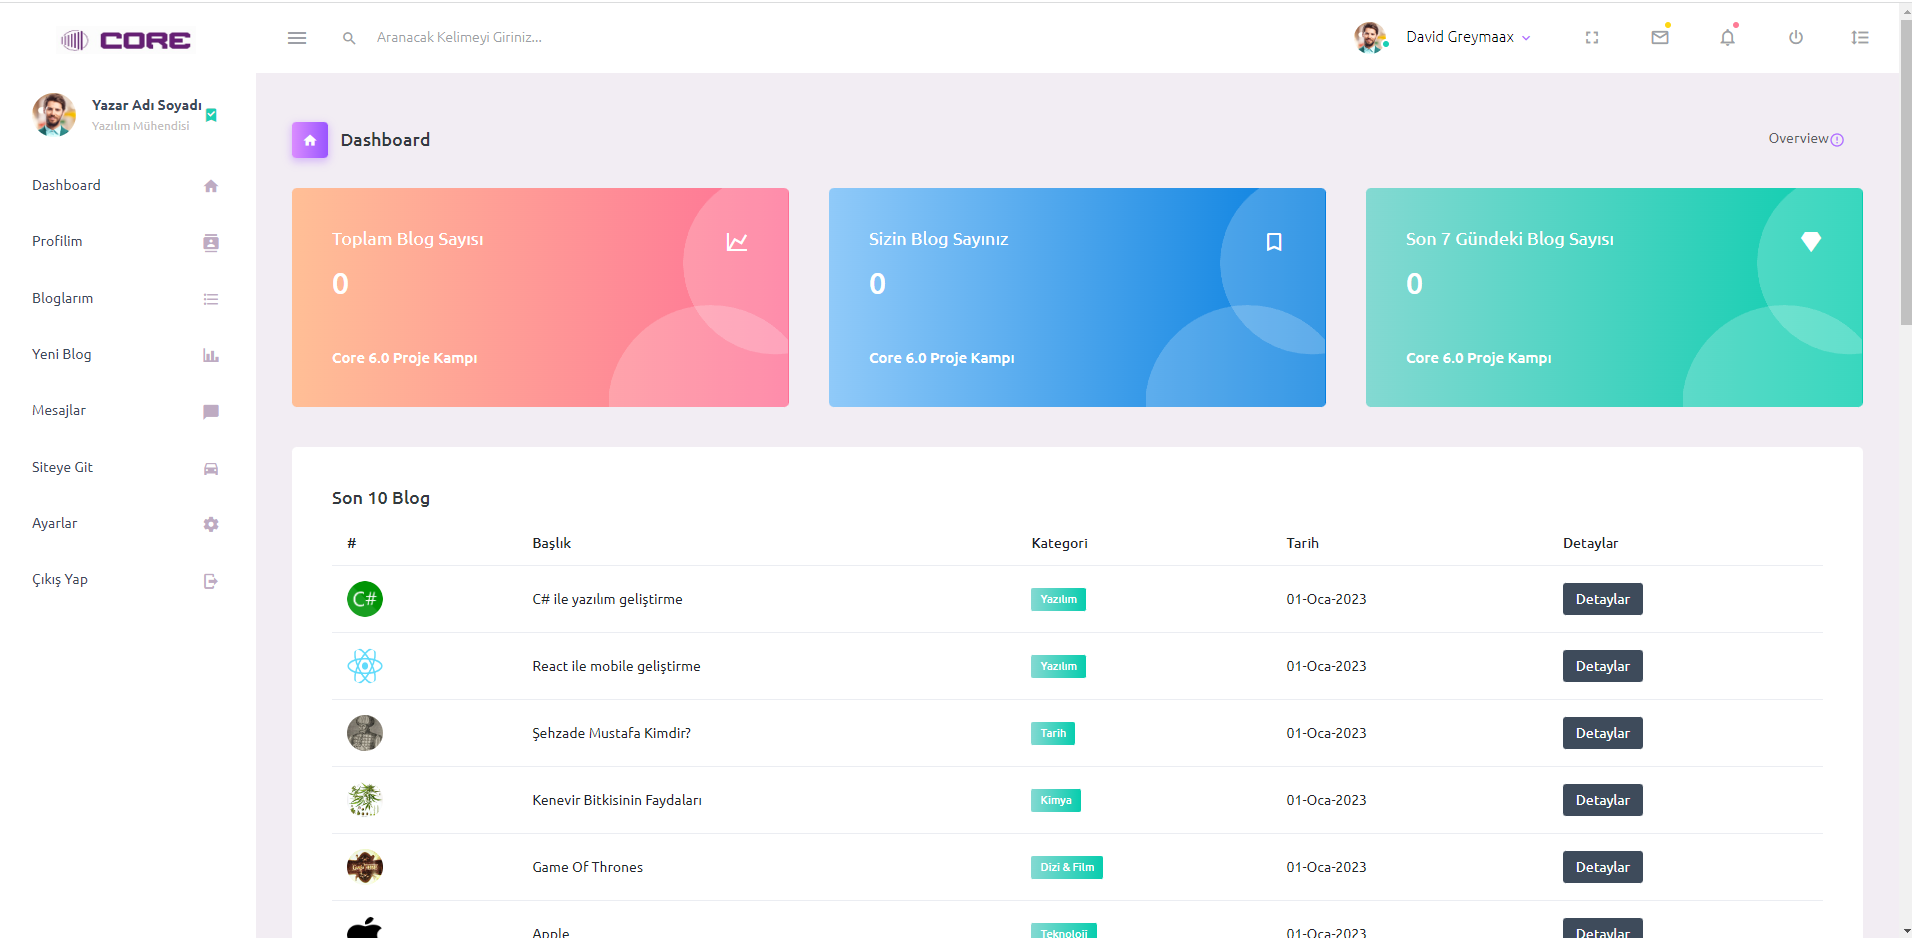 CORE
Aranacak Kelimeyi Giriniz...
David Greymaax
Yazar Adı Soyadı
Yazılım Mühendisi
Dashboard
Profilim
Bloglarım
Yeni Blog
Mesajlar
Siteye Git
Ayarlar
Çıkış Yap
Dashboard
Overview
Toplam Blog Sayısı
0
Core 6.0 Proje Kampı
Sizin Blog Sayınız
0
Core 6.0 Proje Kampı
Son 7 Gündeki Blog Sayısı
0
Core 6.0 Proje Kampı
Son 10 Blog
# Başlık Kategori Tarih Detaylar
C# C# ile yazılım geliştirme Yazılım 01-Oca-2023 Detaylar
React ile mobile geliştirme Yazılım 01-Oca-2023 Detaylar
Şehzade Mustafa Kimdir? Tarih 01-Oca-2023 Detaylar
Kenevir Bitkisinin Faydaları Kimya 01-Oca-2023 Detaylar
Game Of Thrones Dizi & Film 01-Oca-2023 Detaylar
Apple Teknoloji 01-Oca-2023 Detaylar